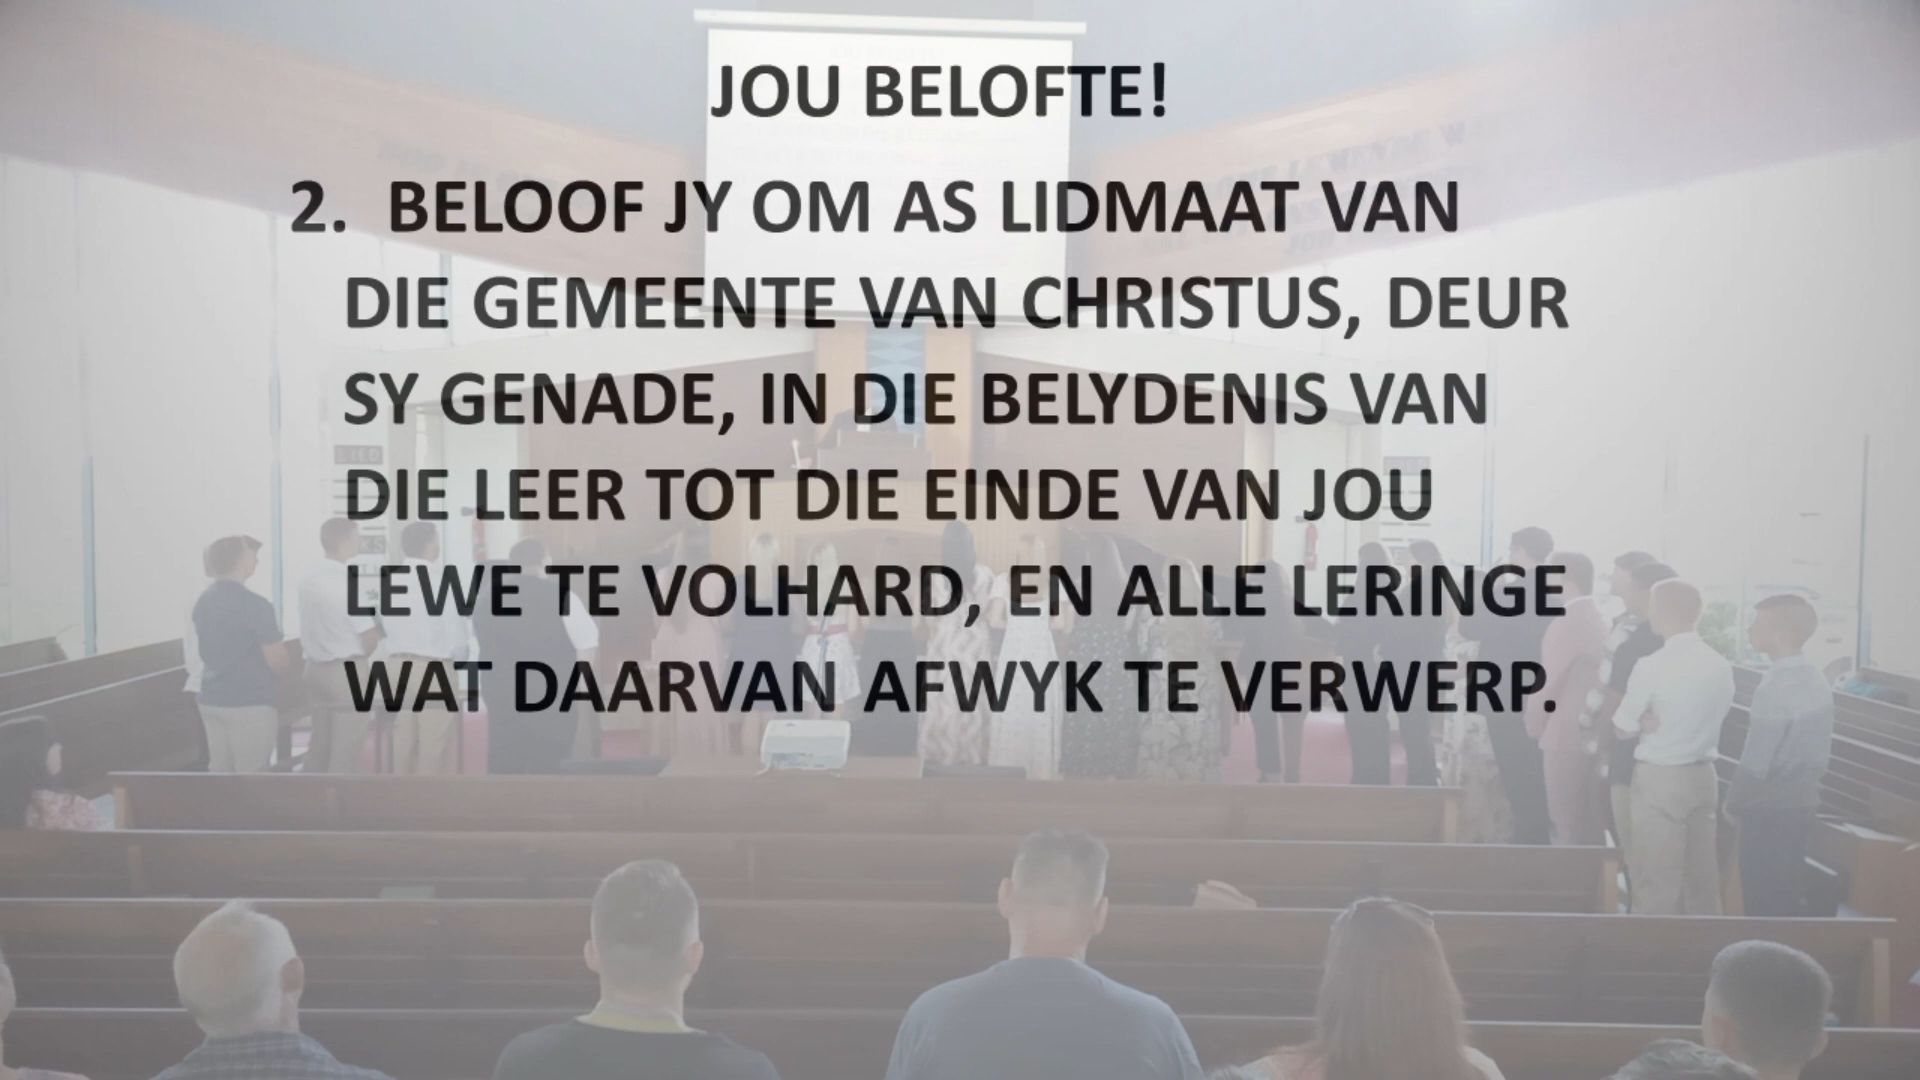 JOU BELOFTE!
2. BELOOF JY OM AS LIDMAAT VAN
DIE GEMEENTE VAN CHRISTUS, DEUR
SY GENADE, IN DIE BELYDENIS VAN
DIE LEER TOT DIE EINDE VAN JOU
LEWE TE VOLHARD, EN ALLE LERINGE
WAT DAARVAN AFWYK TE VERWERP.
LIED